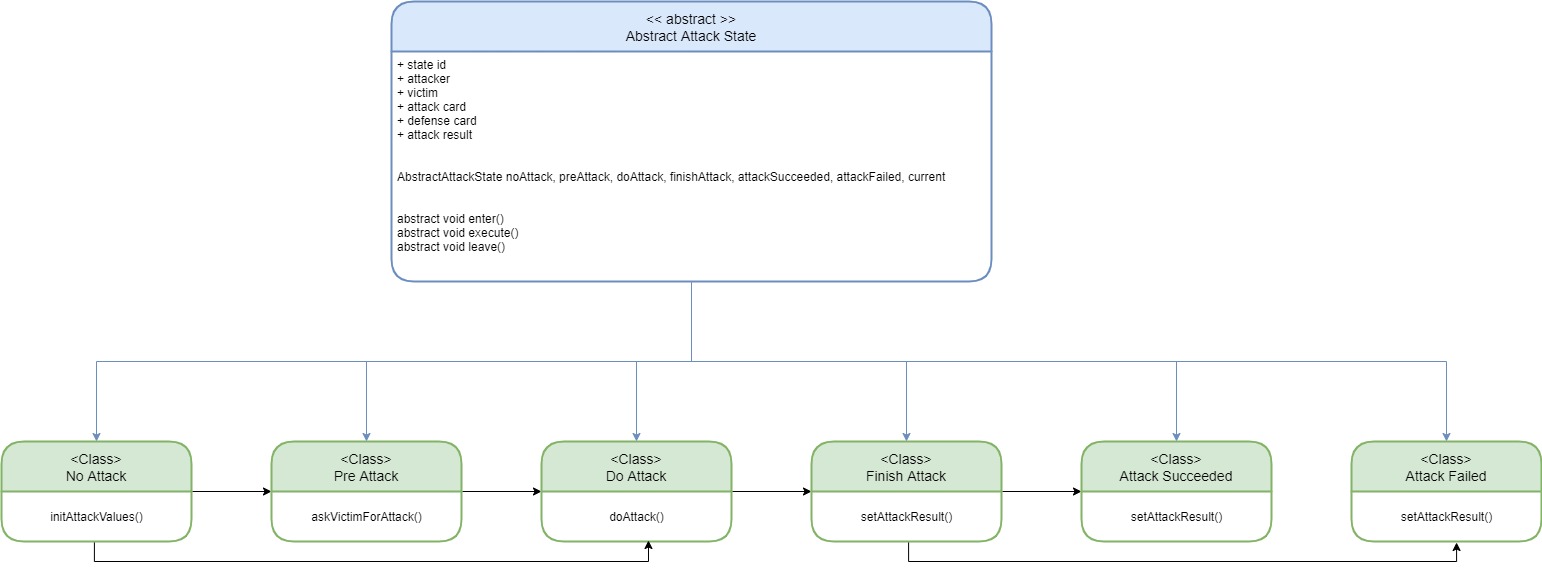 << abstract >>
Abstract Attack State
+ state id
+ attacker
+ victim
+ attack card
+ defense card
+ attack result
AbstractAttackState noAttack, preAttack, doAttack, finishAttack, attackSucceeded, attackFailed, current
abstract void enter()
abstract void execute()
abstract void leave()
<Class>
No Attack
initAttackValues()
<Class>
Pre Attack
askVictimForAttack()
<Class>
Do Attack
doAttack()
<Class>
Finish Attack
setAttackResult()
<Class>
Attack Succeeded
setAttackResult()
<Class>
Attack Failed
setAttackResult()